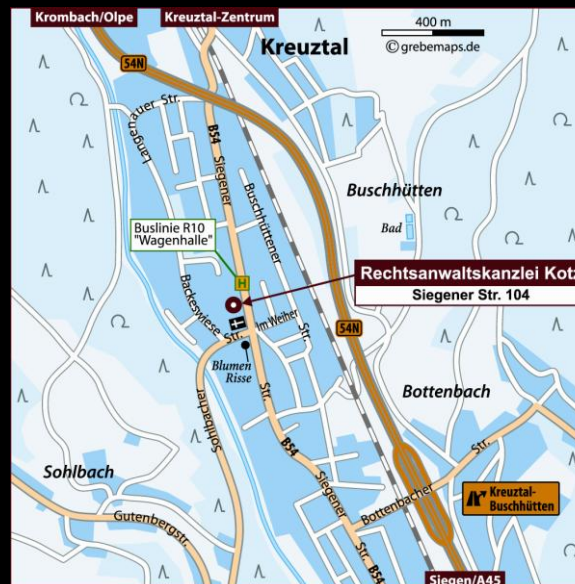 Krombach/Olpe
Kreuztal-Zentrum
400 m
© grebemaps.de
Kreuztal
54N
Langenauer Str.
B54
Siegener
Buschhüttener
Buschhütten
Bad
Buslinie R10
"Wagenhalle"
H
Rechtsanwaltskanzlei Kotz
Siegener Str. 104
Backeswiese
Str.
Im Weiher
Str.
54N
Blumen
Risse
Sohlbacher
Str.
Bottenbach
B54
Siegener
Str.
Bottenbacher
Str.
Sohlbach
Gutenbergstr.
Kreuztal-
Buschhütten
Siegen/A45